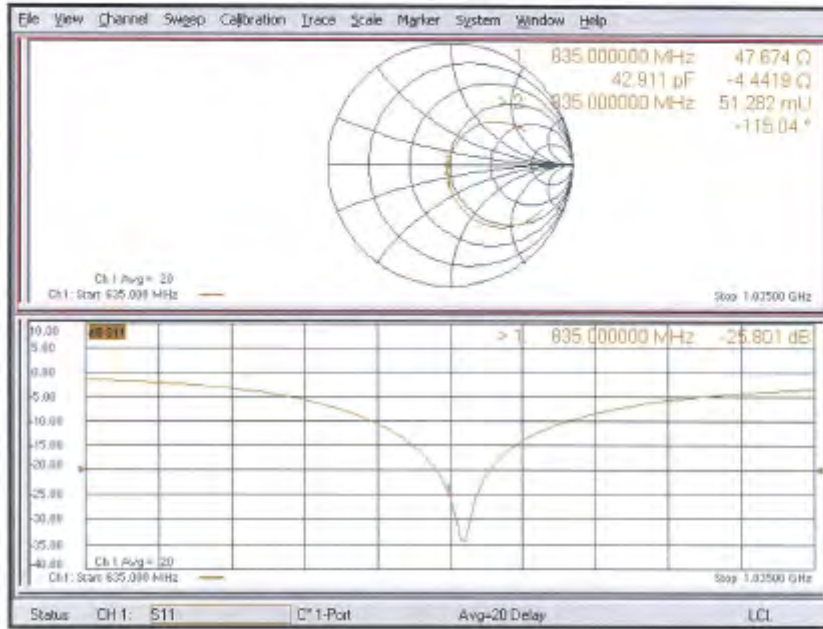 File View Channel Sweep Calibration Trace Scale Marker System Window Help
1 835.000000 MHz 47.674 Ω
42.911 pF -4.4419 Ω
> 2 835.000000 MHz 51.282 mU
-115.04 °
Ch 1 Avg = 20
Ch1: Start 635.000 MHz
Stop 1.03500 GHz
10.00
5.00
0.00
-5.00
-10.00
-15.00
-20.00
-25.00
-30.00
-35.00
-40.00
> 1 835.000000 MHz -25.801 dB
Ch 1 Avg = 20
Ch1: Start 635.000 MHz
Stop 1.03500 GHz
Status CH 1: S11 C* 1-Port Avg=20 Delay LCL